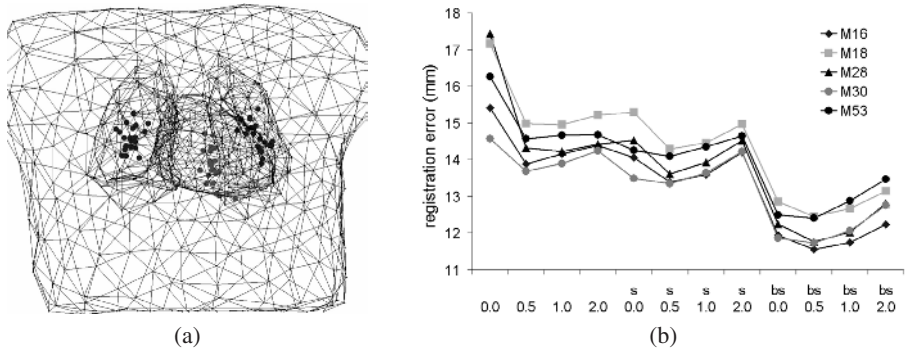 (a)
registration error (mm)
18
17
16
15
14
13
12
11
M16
M18
M28
M30
M53
s s s s bs bs bs bs
0.0 0.5 1.0 2.0 0.0 0.5 1.0 2.0 0.0 0.5 1.0 2.0
(b)